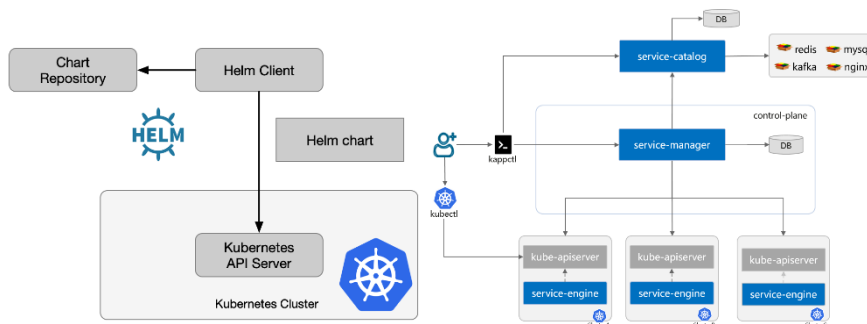 Chart
Repository
Helm Client
HELM
Helm chart
Kubernetes
API Server
Kubernetes Cluster
DB
service-catalog
redis
mysq
kafka
nginx
control-plane
kappctl
service-manager
DB
kubectl
kube-apiserver
kube-apiserver
kube-apiserver
service-engine
service-engine
service-engine